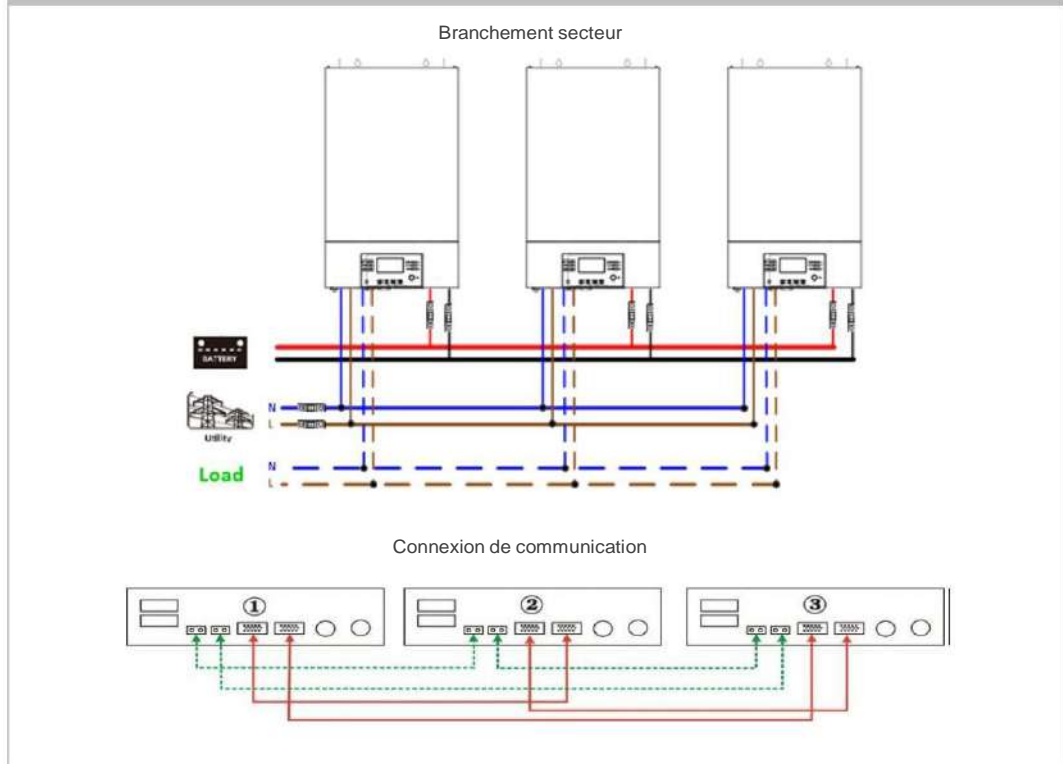 Branchement secteur
BATTERY
N
L
Utility
N
L
Load
Connexion de communication
① ② ③